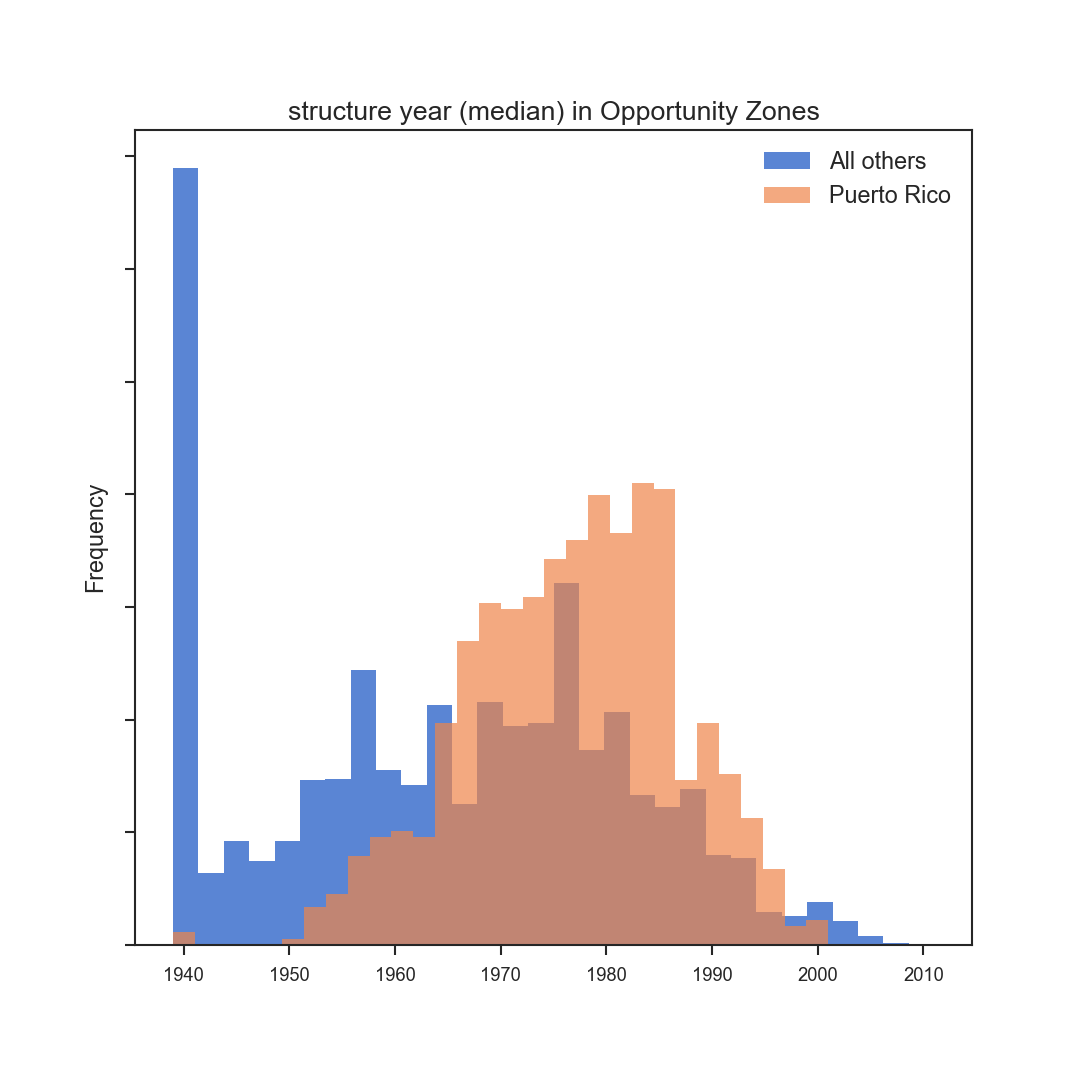 structure year (median) in Opportunity Zones
All others
Puerto Rico
Frequency
1940 1950 1960 1970 1980 1990 2000 2010